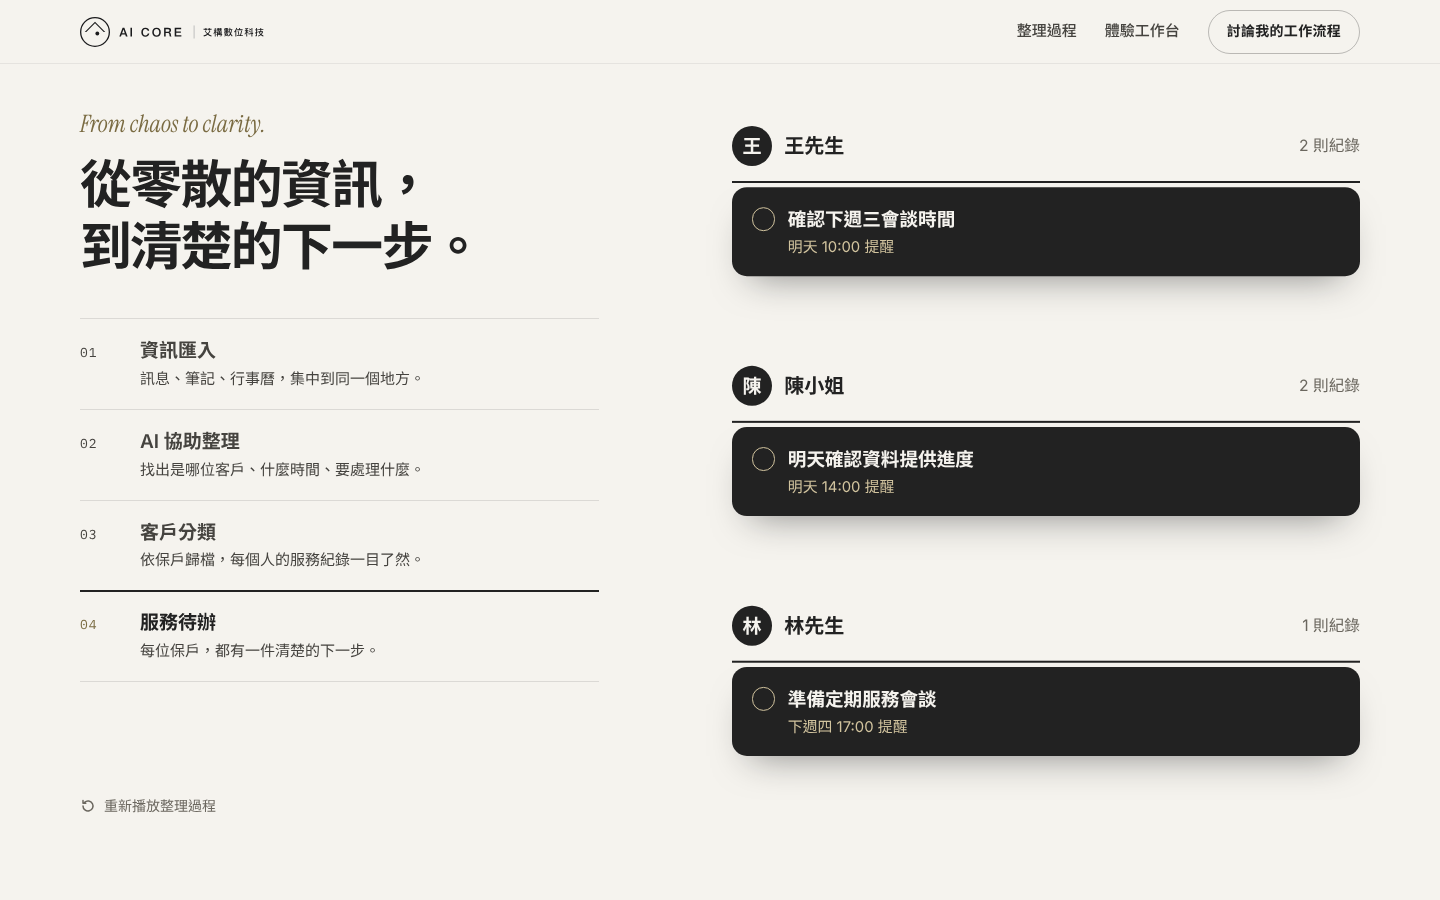 AI CORE | 艾構數位科技
整理過程
體驗工作台
討論我的工作流程
From chaos to clarity.
從零散的資訊，
到清楚的下一步。
01
資訊匯入
訊息、筆記、行事曆，集中到同一個地方。
02
AI 協助整理
找出是哪位客戶、什麼時間、要處理什麼。
03
客戶分類
依保戶歸檔，每個人的服務紀錄一目了然。
04
服務待辦
每位保戶，都有一件清楚的下一步。
重新播放整理過程
王
王先生
2 則紀錄
確認下週三會談時間
明天 10:00 提醒
陳
陳小姐
2 則紀錄
明天確認資料提供進度
明天 14:00 提醒
林
林先生
1 則紀錄
準備定期服務會談
下週四 17:00 提醒